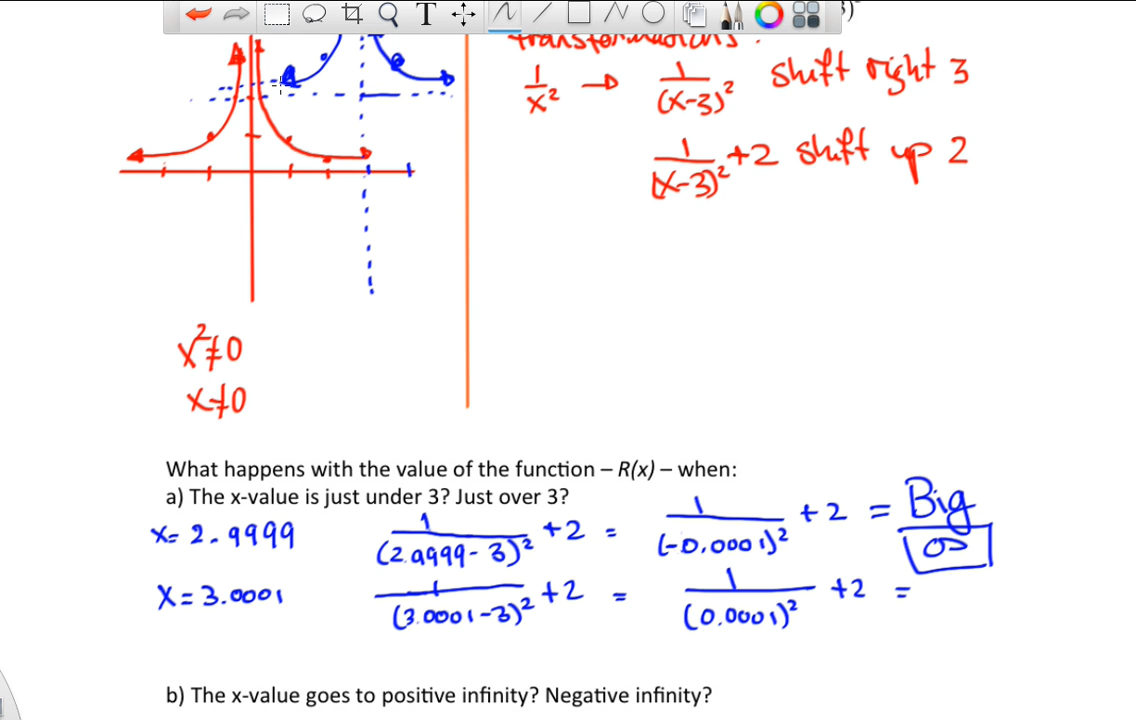 3)
T
transformations:
1/x² → 1/(x-3)² shift right 3
1/(x-3)² +2 shift up 2
x²≠0
x≠0
What happens with the value of the function – R(x) – when:
a) The x-value is just under 3? Just over 3?
x= 2.9999 1/(2.9999-3)² +2 = 1/(-0.0001)² +2 = Big
∞
x=3.0001 1/(3.0001-3)² +2 = 1/(0.0001)² +2 =
b) The x-value goes to positive infinity? Negative infinity?